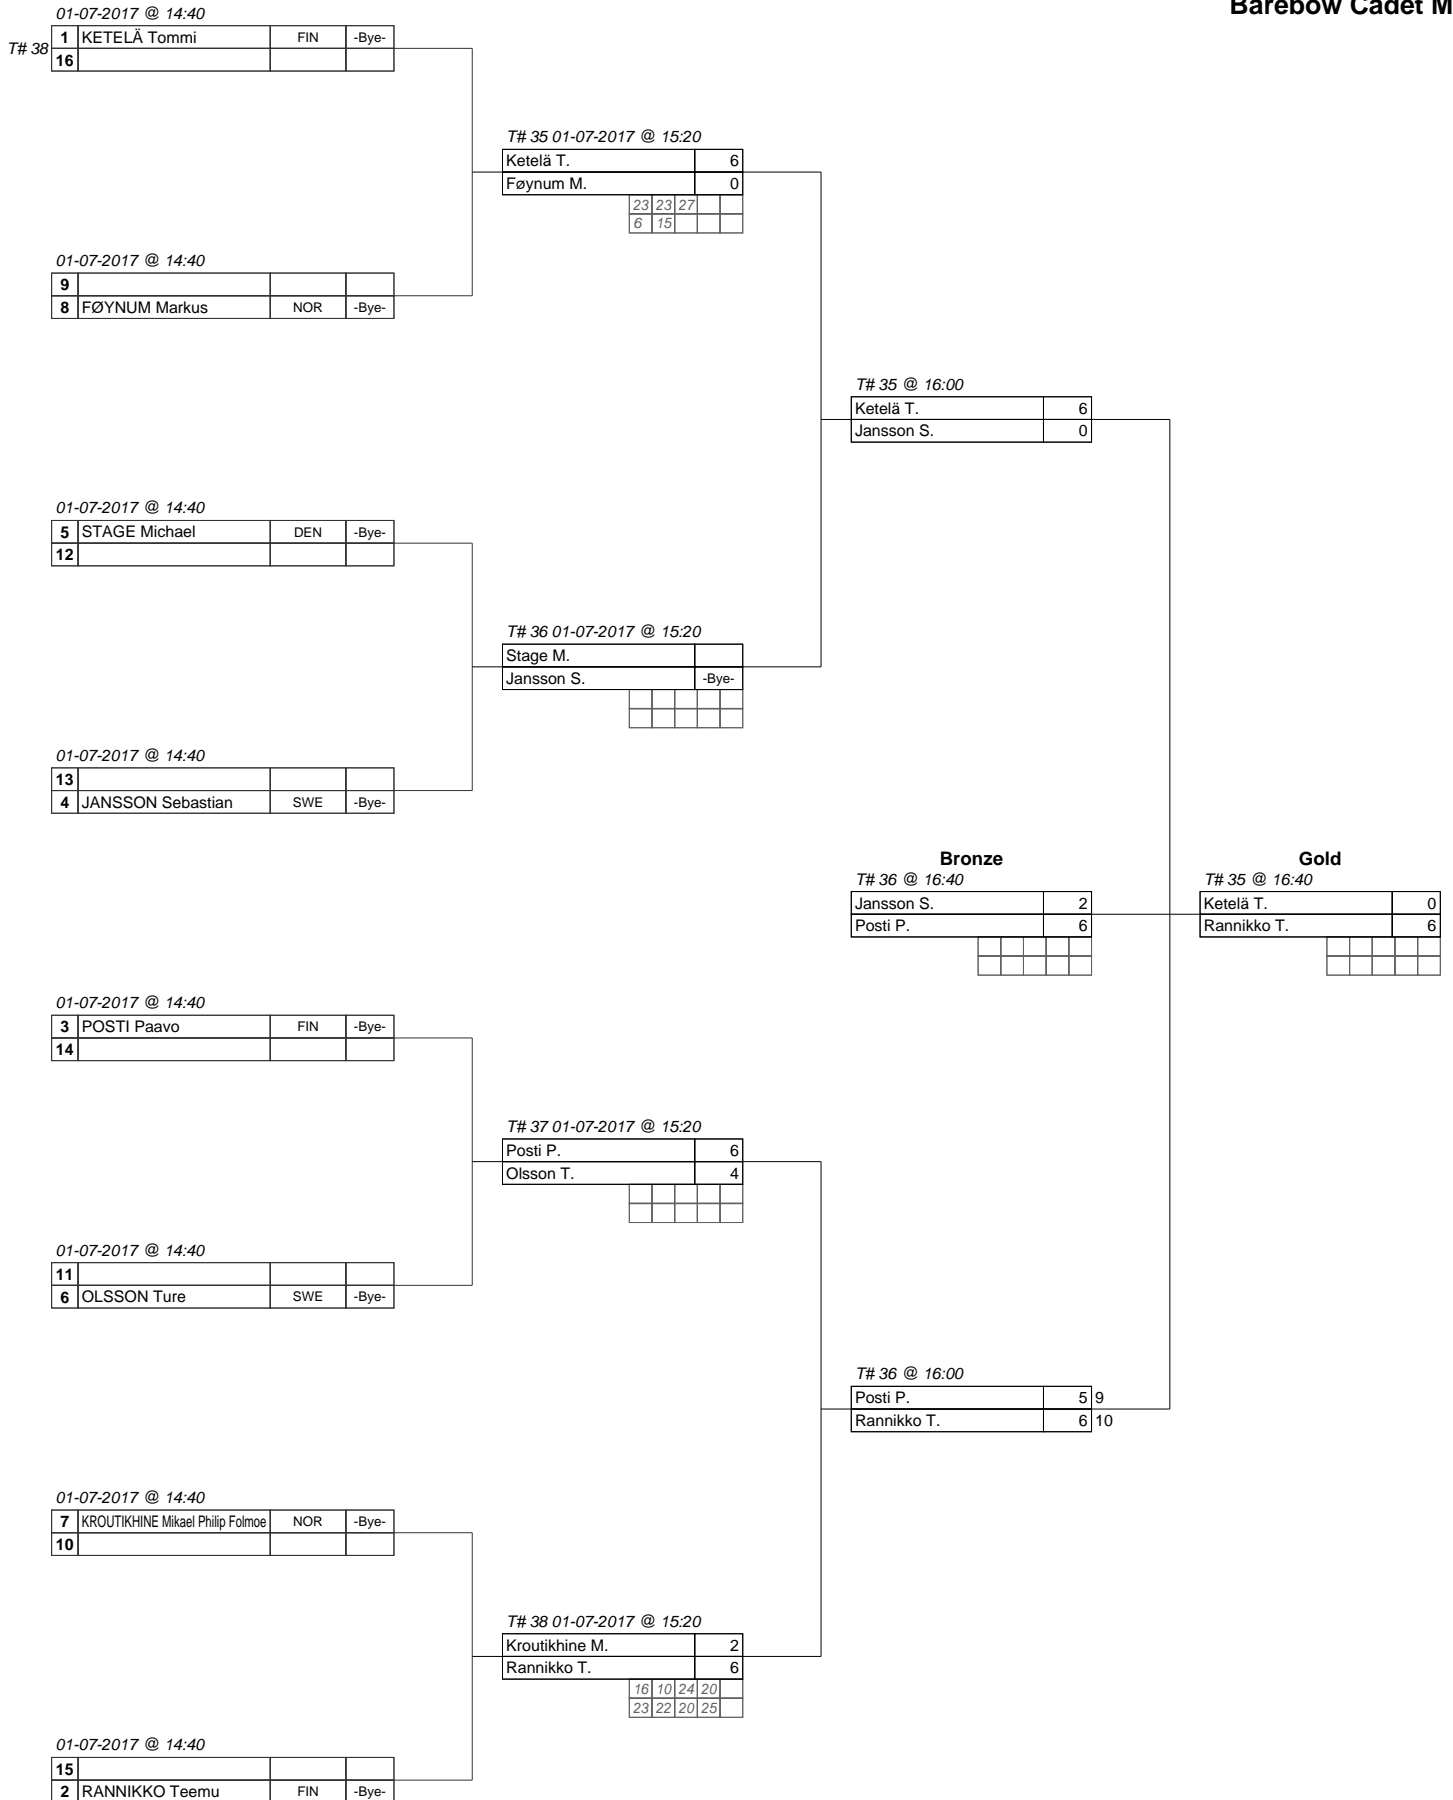 Barebow Cadet M
01-07-2017 @ 14:40
T# 38
1 KETELÄ Tommi FIN -Bye-
16
T# 35 01-07-2017 @ 15:20
Ketelä T. 6
Føynum M. 0
23 23 27
6 15
01-07-2017 @ 14:40
9
8 FØYNUM Markus NOR -Bye-
T# 35 @ 16:00
Ketelä T. 6
Jansson S. 0
01-07-2017 @ 14:40
5 STAGE Michael DEN -Bye-
12
T# 36 01-07-2017 @ 15:20
Stage M.
Jansson S. -Bye-
01-07-2017 @ 14:40
13
4 JANSSON Sebastian SWE -Bye-
Bronze
T# 36 @ 16:40
Jansson S. 2
Posti P. 6
Gold
T# 35 @ 16:40
Ketelä T. 0
Rannikko T. 6
01-07-2017 @ 14:40
3 POSTI Paavo FIN -Bye-
14
T# 37 01-07-2017 @ 15:20
Posti P. 6
Olsson T. 4
01-07-2017 @ 14:40
11
6 OLSSON Ture SWE -Bye-
T# 36 @ 16:00
Posti P. 5 9
Rannikko T. 6 10
01-07-2017 @ 14:40
7 KROUTIKHINE Mikael Philip Folmoe NOR -Bye-
10
T# 38 01-07-2017 @ 15:20
Kroutikhine M. 2
Rannikko T. 6
16 10 24 20
23 22 20 25
01-07-2017 @ 14:40
15
2 RANNIKKO Teemu FIN -Bye-